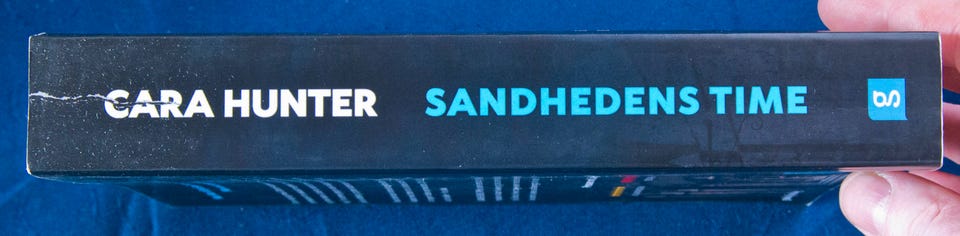 CARA HUNTER SANDHEDENS TIME
g